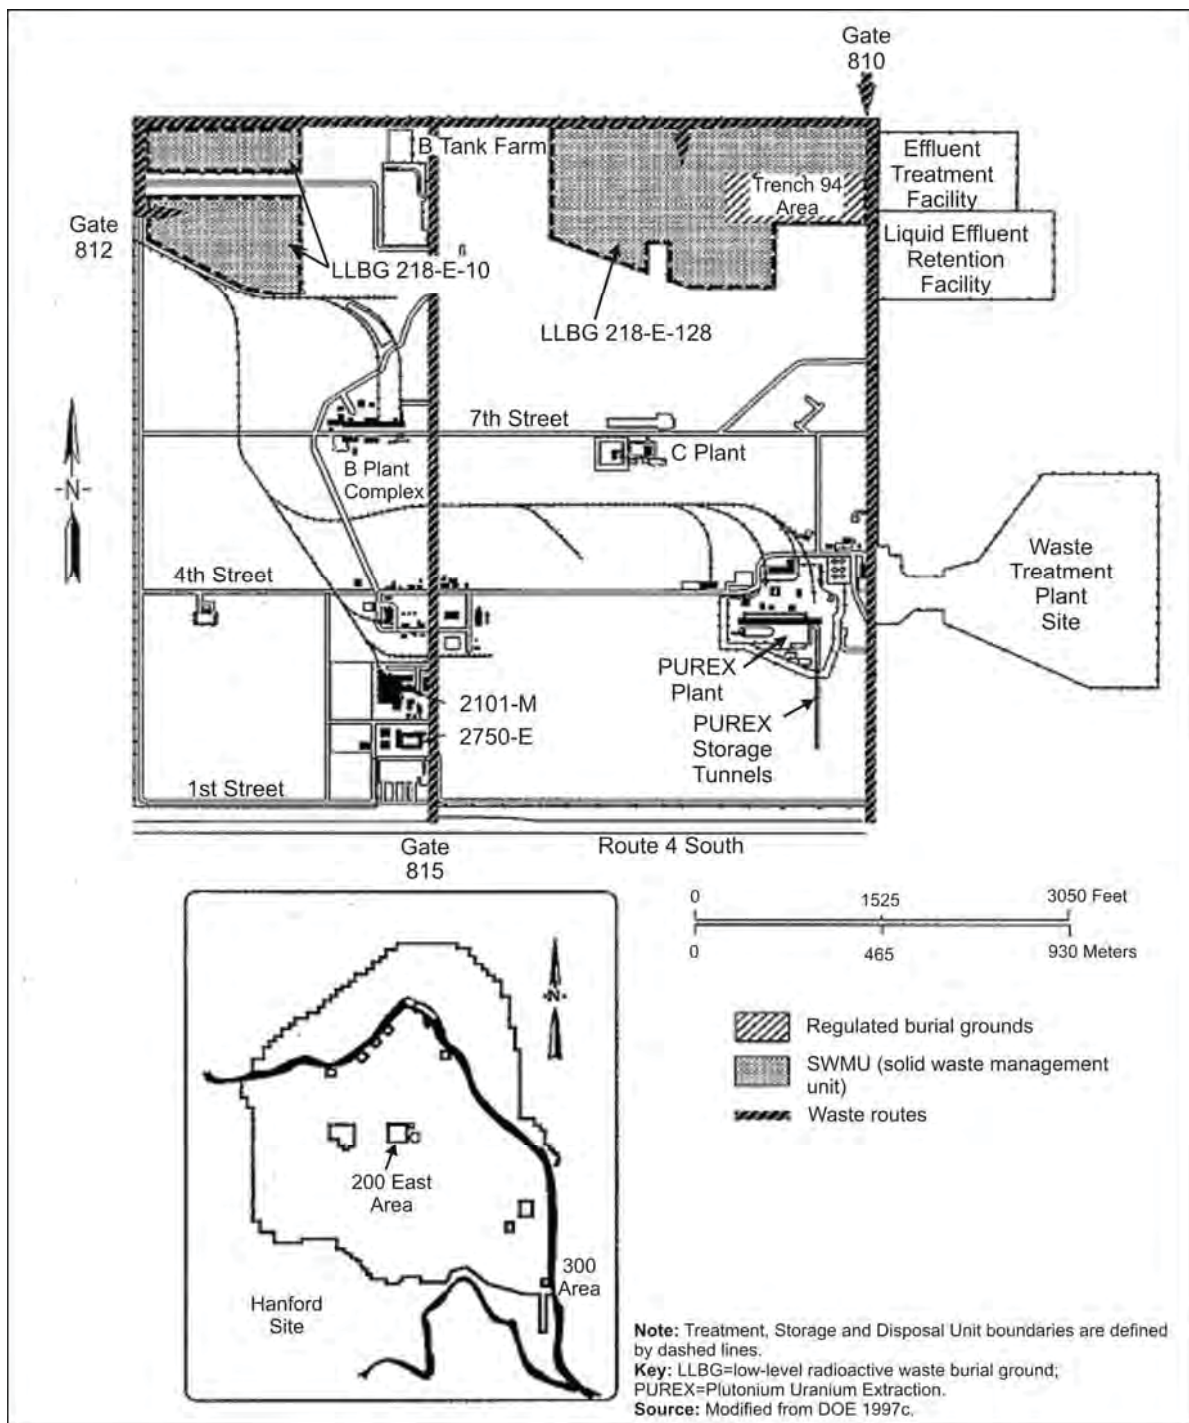 Gate
810
B Tank Farm
Effluent
Treatment
Facility
Trench 94
Area
Gate
812
Liquid Effluent
Retention
Facility
LLBG 218-E-10
LLBG 218-E-128
7th Street
C Plant
B Plant
Complex
-N-
4th Street
Waste
Treatment
Plant
Site
PUREX
Plant
2101-M
2750-E
PUREX
Storage
Tunnels
1st Street
Route 4 South
Gate
815
0 1525 3050 Feet
0 465 930 Meters
-N-
Regulated burial grounds
SWMU (solid waste management
unit)
Waste routes
200 East
Area
300
Area
Hanford
Site
Note: Treatment, Storage and Disposal Unit boundaries are defined
by dashed lines.
Key: LLBG=low-level radioactive waste burial ground;
PUREX=Plutonium Uranium Extraction.
Source: Modified from DOE 1997c.